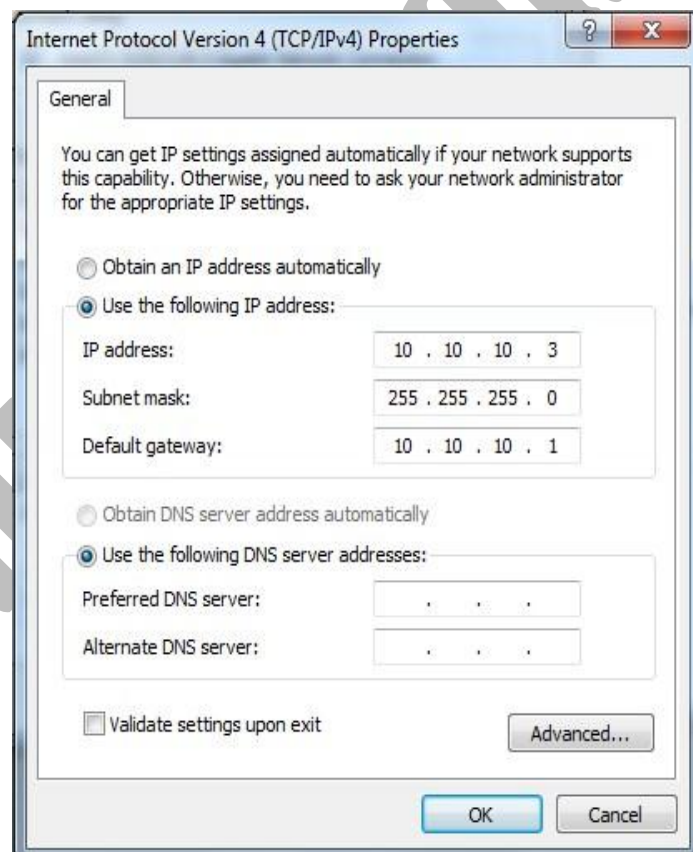 Internet Protocol Version 4 (TCP/IPv4) Properties
General
You can get IP settings assigned automatically if your network supports
this capability. Otherwise, you need to ask your network administrator
for the appropriate IP settings.
Obtain an IP address automatically
Use the following IP address:
IP address: 10 . 10 . 10 . 3
Subnet mask: 255 . 255 . 255 . 0
Default gateway: 10 . 10 . 10 . 1
Obtain DNS server address automatically
Use the following DNS server addresses:
Preferred DNS server: . . .
Alternate DNS server: . . .
Validate settings upon exit
Advanced...
OK Cancel